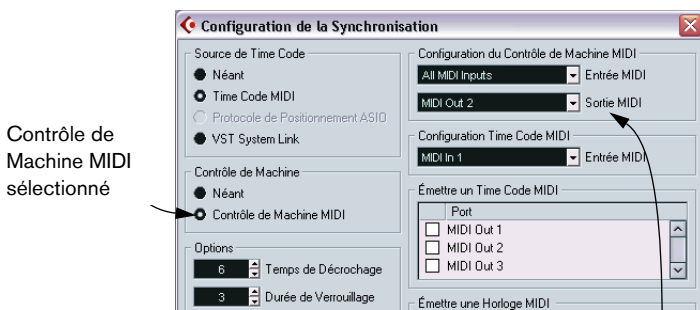 Configuration de la Synchronisation
Source de Time Code
Néant
Time Code MIDI
Protocole de Positionnement ASIO
VST System Link
Contrôle de Machine
Néant
Contrôle de Machine MIDI
Options
6 Temps de Décrochage
3 Durée de Verrouillage
Configuration du Contrôle de Machine MIDI
All MIDI Inputs Entrée MIDI
MIDI Out 2 Sortie MIDI
Configuration Time Code MIDI
MIDI In 1 Entrée MIDI
Émettre un Time Code MIDI
Port
MIDI Out 1
MIDI Out 2
MIDI Out 3
Émettre une Horloge MIDI
Contrôle de
Machine MIDI
sélectionné